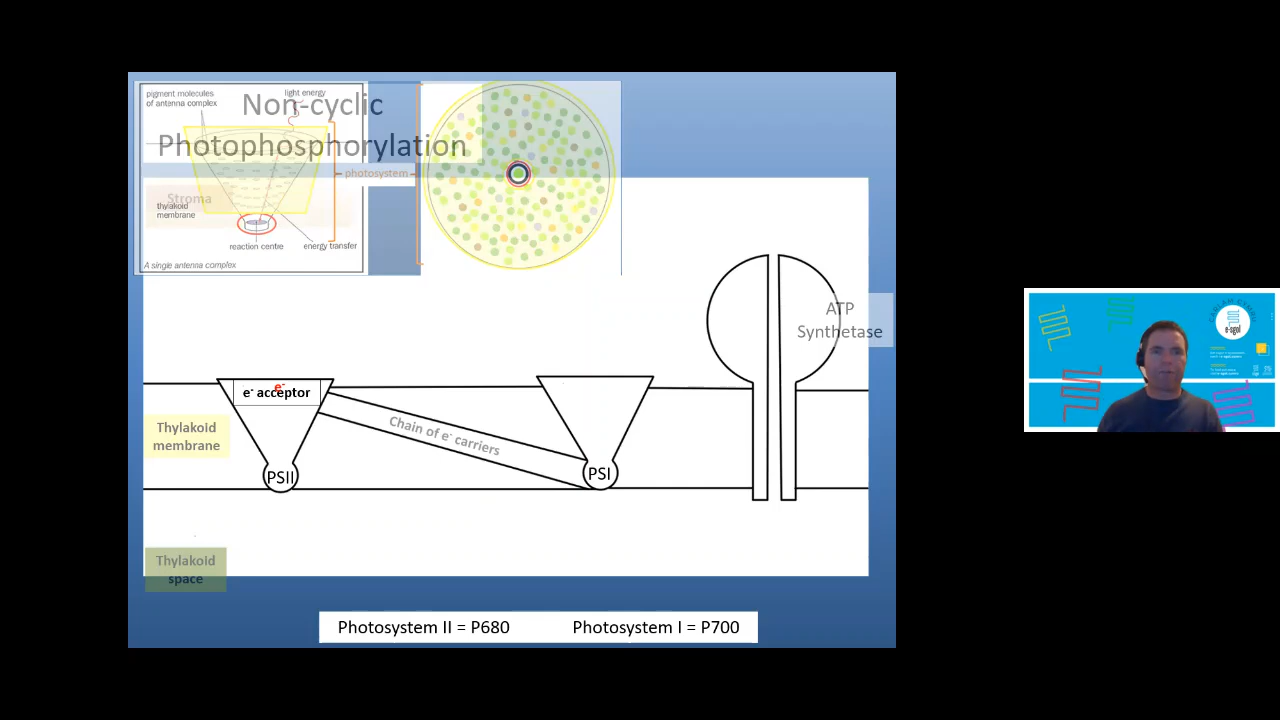 pigment molecules
of antenna complex
light energy
Non-cyclic
Photophosphorylation
photosystem
Stroma
thylakoid
membrane
reaction centre
energy transfer
A single antenna complex
ATP
Synthetase
e-
e- acceptor
Chain of e- carriers
Thylakoid
membrane
PSII
PSI
Thylakoid
space
Photosystem II = P680
Photosystem I = P700
e-sgol